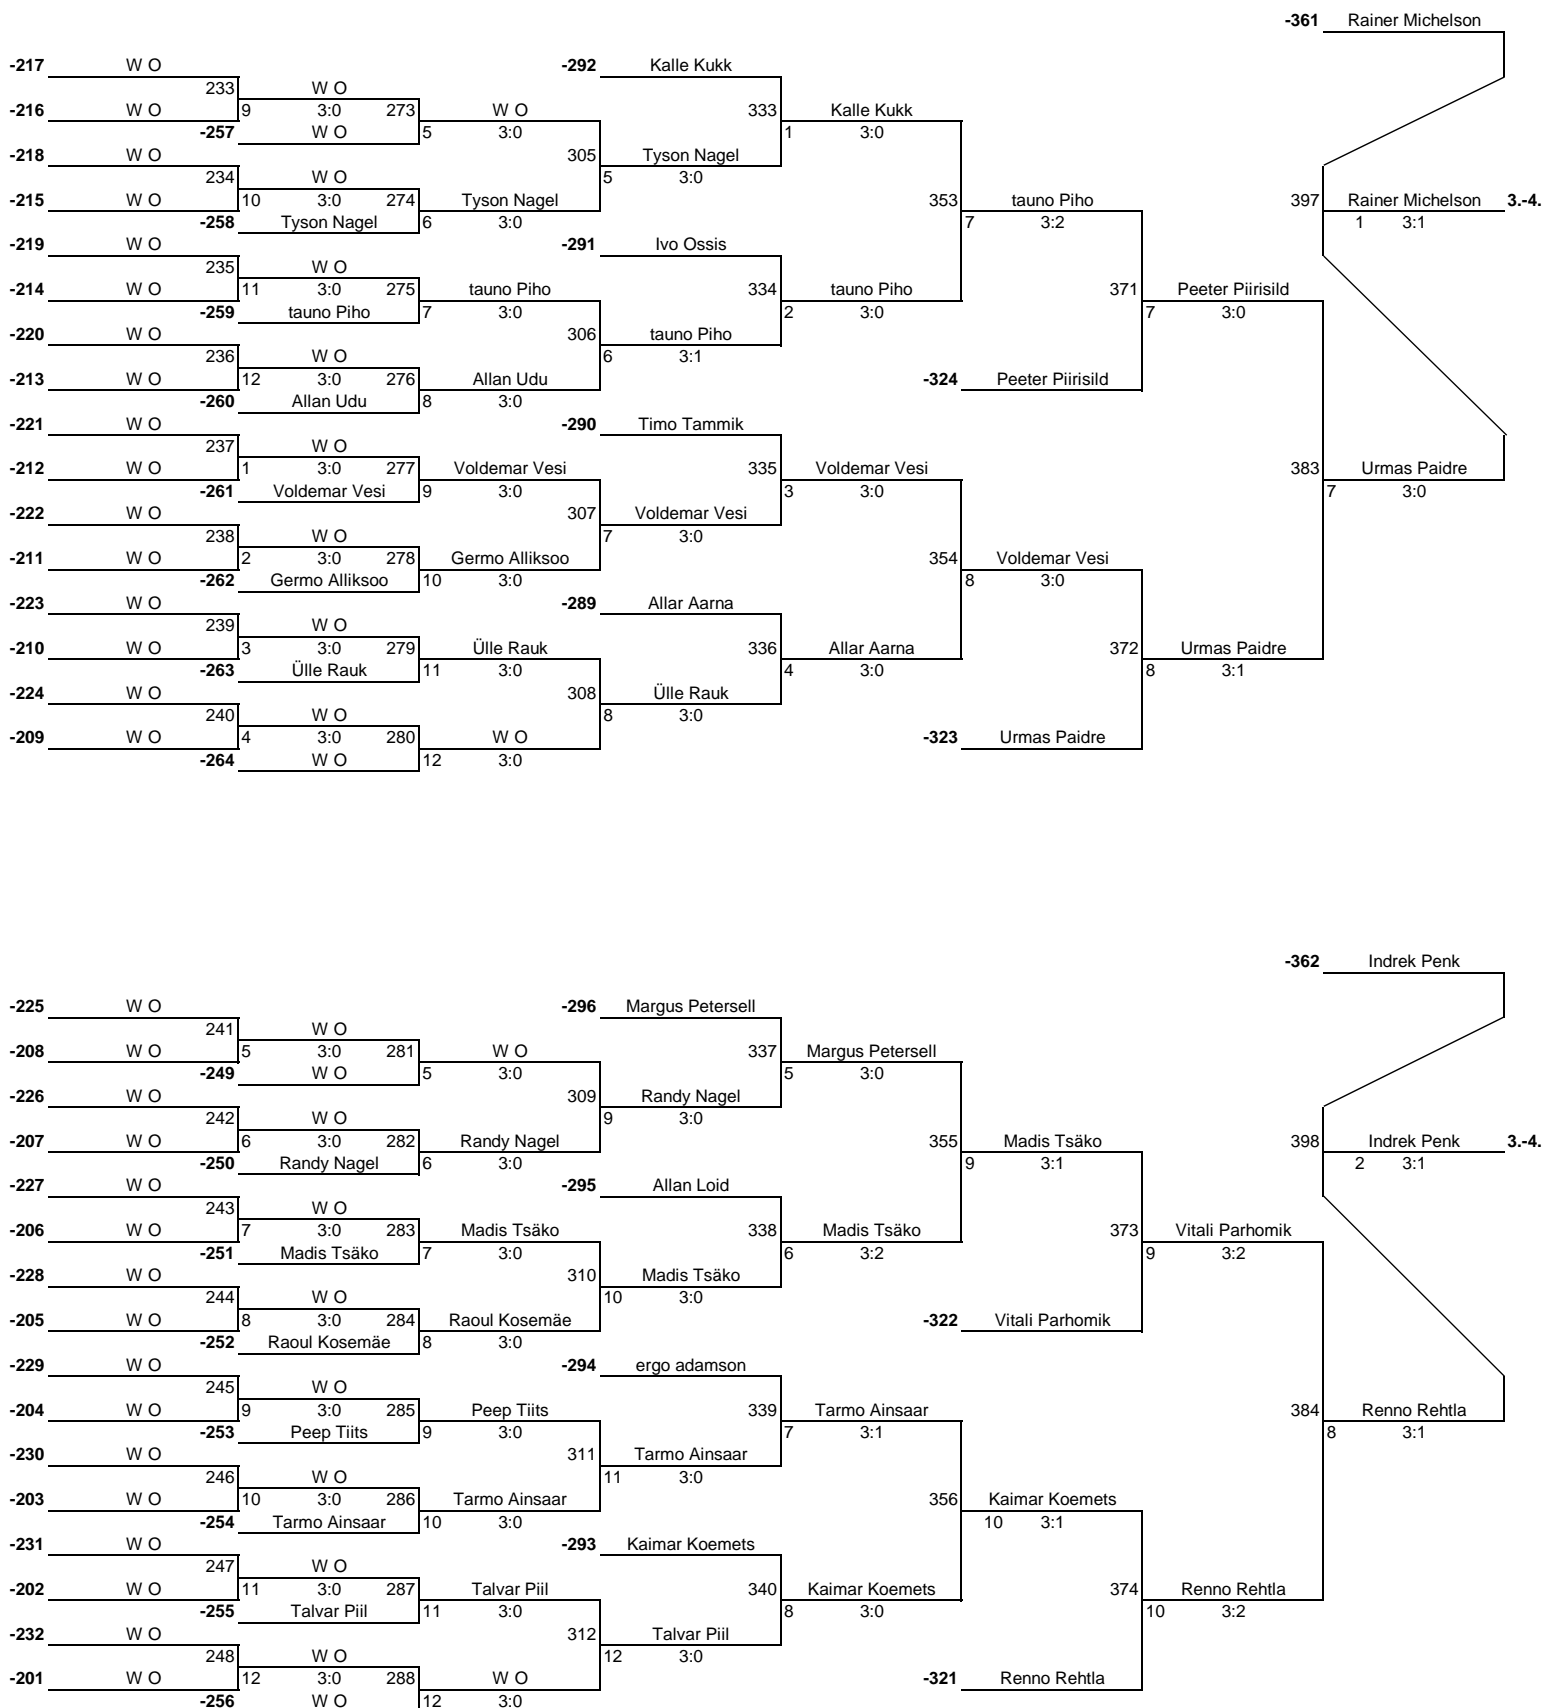 -361 Rainer Michelson
-217 W O -292 Kalle Kukk
233 W O
-216 W O 9 3:0 273 W O 333 Kalle Kukk
-257 W O 5 3:0 1 3:0
-218 W O 305 Tyson Nagel
234 W O 5 3:0
-215 W O 10 3:0 274 Tyson Nagel 353 tauno Piho 397 Rainer Michelson 3.-4.
-258 Tyson Nagel 6 3:0 7 3:2 1 3:1
-219 W O -291 Ivo Ossis
235 W O
-214 W O 11 3:0 275 tauno Piho 334 tauno Piho 371 Peeter Piirisild
-259 tauno Piho 7 3:0 2 3:0 7 3:0
-220 W O 306 tauno Piho
236 W O 6 3:1
-213 W O 12 3:0 276 Allan Udu -324 Peeter Piirisild
-260 Allan Udu 8 3:0
-221 W O -290 Timo Tammik
237 W O
-212 W O 1 3:0 277 Voldemar Vesi 335 Voldemar Vesi 383 Urmas Paidre
-261 Voldemar Vesi 9 3:0 3 3:0 7 3:0
-222 W O 307 Voldemar Vesi
238 W O 7 3:0
-211 W O 2 3:0 278 Germo Alliksoo 354 Voldemar Vesi
-262 Germo Alliksoo 10 3:0 8 3:0
-223 W O -289 Allar Aarna
239 W O
-210 W O 3 3:0 279 Ülle Rauk 336 Allar Aarna 372 Urmas Paidre
-263 Ülle Rauk 11 3:0 4 3:0 8 3:1
-224 W O 308 Ülle Rauk
240 W O 8 3:0
-209 W O 4 3:0 280 W O -323 Urmas Paidre
-264 W O 12 3:0
-362 Indrek Penk
-225 W O -296 Margus Petersell
241 W O
-208 W O 5 3:0 281 W O 337 Margus Petersell
-249 W O 5 3:0 5 3:0
-226 W O 309 Randy Nagel
242 W O 9 3:0
-207 W O 6 3:0 282 Randy Nagel 355 Madis Tsäko 398 Indrek Penk 3.-4.
-250 Randy Nagel 6 3:0 9 3:1 2 3:1
-227 W O -295 Allan Loid
243 W O
-206 W O 7 3:0 283 Madis Tsäko 338 Madis Tsäko 373 Vitali Parhomik
-251 Madis Tsäko 7 3:0 6 3:2 9 3:2
-228 W O 310 Madis Tsäko
244 W O 10 3:0
-205 W O 8 3:0 284 Raoul Kosemäe -322 Vitali Parhomik
-252 Raoul Kosemäe 8 3:0
-229 W O -294 ergo adamson
245 W O
-204 W O 9 3:0 285 Peep Tiits 339 Tarmo Ainsaar 384 Renno Rehtla
-253 Peep Tiits 9 3:0 7 3:1 8 3:1
-230 W O 311 Tarmo Ainsaar
246 W O 11 3:0
-203 W O 10 3:0 286 Tarmo Ainsaar 356 Kaimar Koemets
-254 Tarmo Ainsaar 10 3:0 10 3:1
-231 W O -293 Kaimar Koemets
247 W O
-202 W O 11 3:0 287 Talvar Piil 340 Kaimar Koemets 374 Renno Rehtla
-255 Talvar Piil 11 3:0 8 3:0 10 3:2
-232 W O 312 Talvar Piil
248 W O 12 3:0
-201 W O 12 3:0 288 W O -321 Renno Rehtla
-256 W O 12 3:0